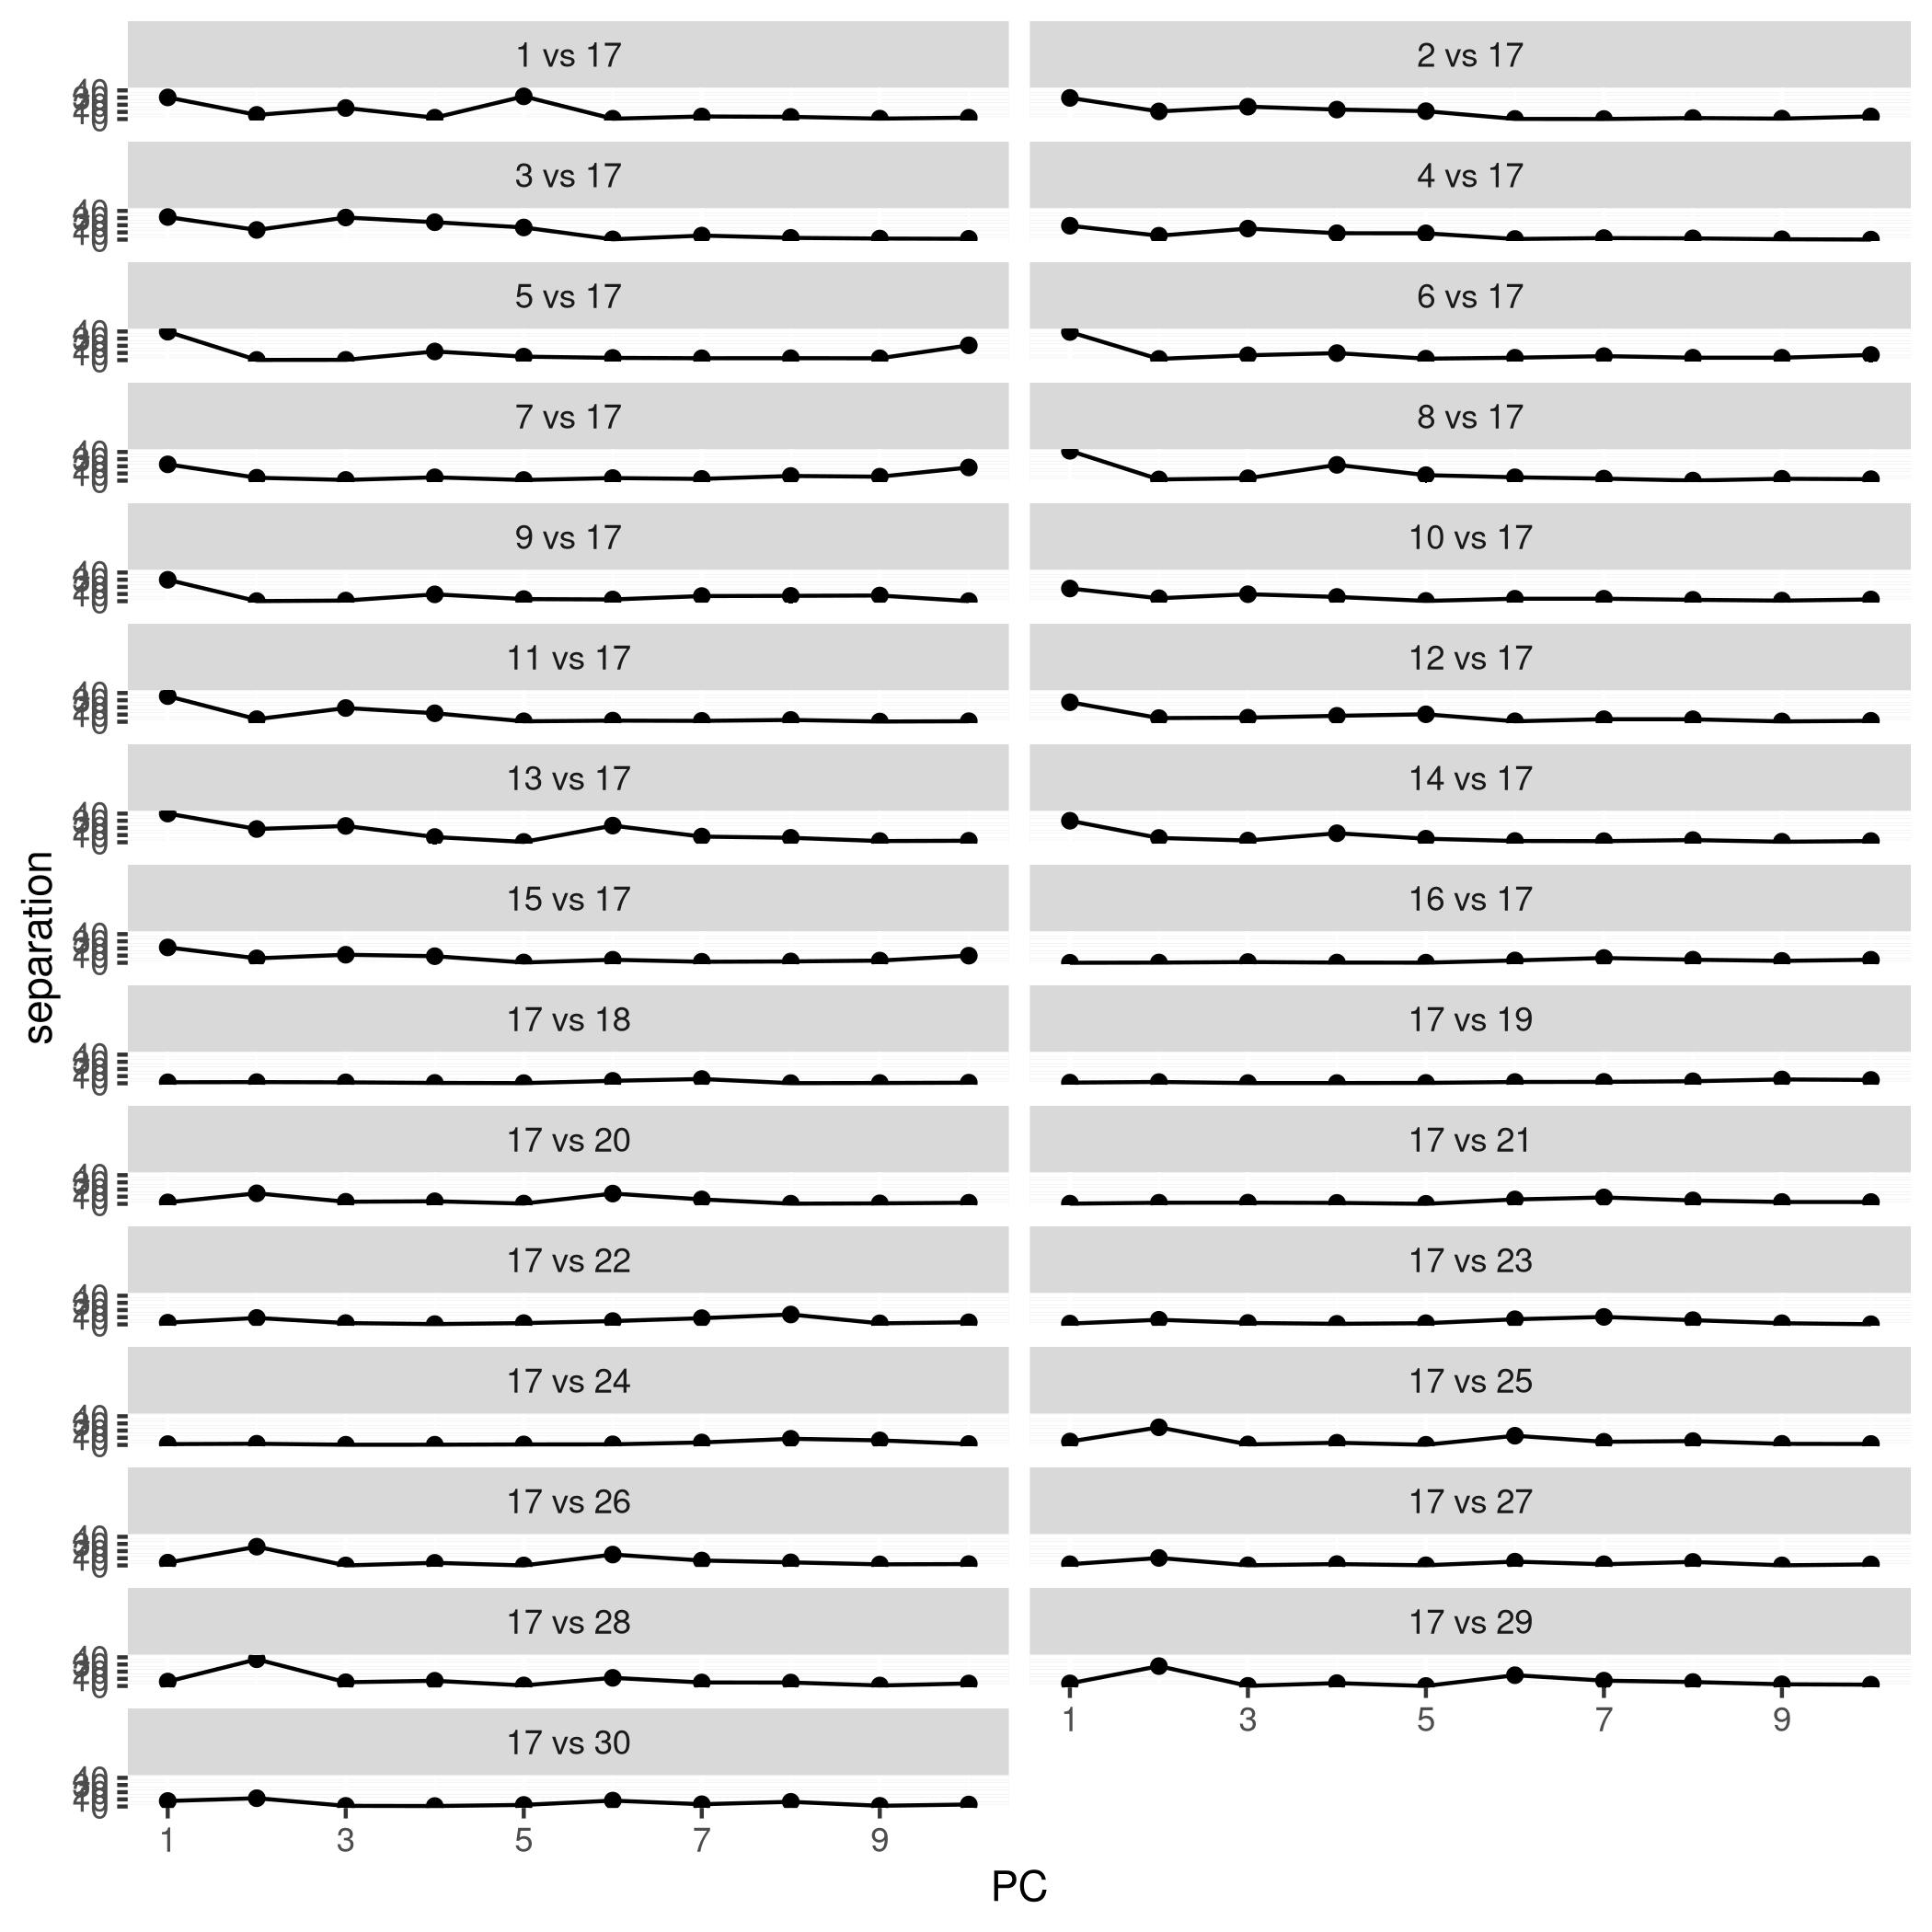 1 vs 17
2 vs 17
3 vs 17
4 vs 17
5 vs 17
6 vs 17
7 vs 17
8 vs 17
9 vs 17
10 vs 17
11 vs 17
12 vs 17
13 vs 17
14 vs 17
15 vs 17
16 vs 17
17 vs 18
17 vs 19
17 vs 20
17 vs 21
17 vs 22
17 vs 23
17 vs 24
17 vs 25
17 vs 26
17 vs 27
17 vs 28
17 vs 29
1 3 5 7 9
17 vs 30
1 3 5 7 9
PC
separation